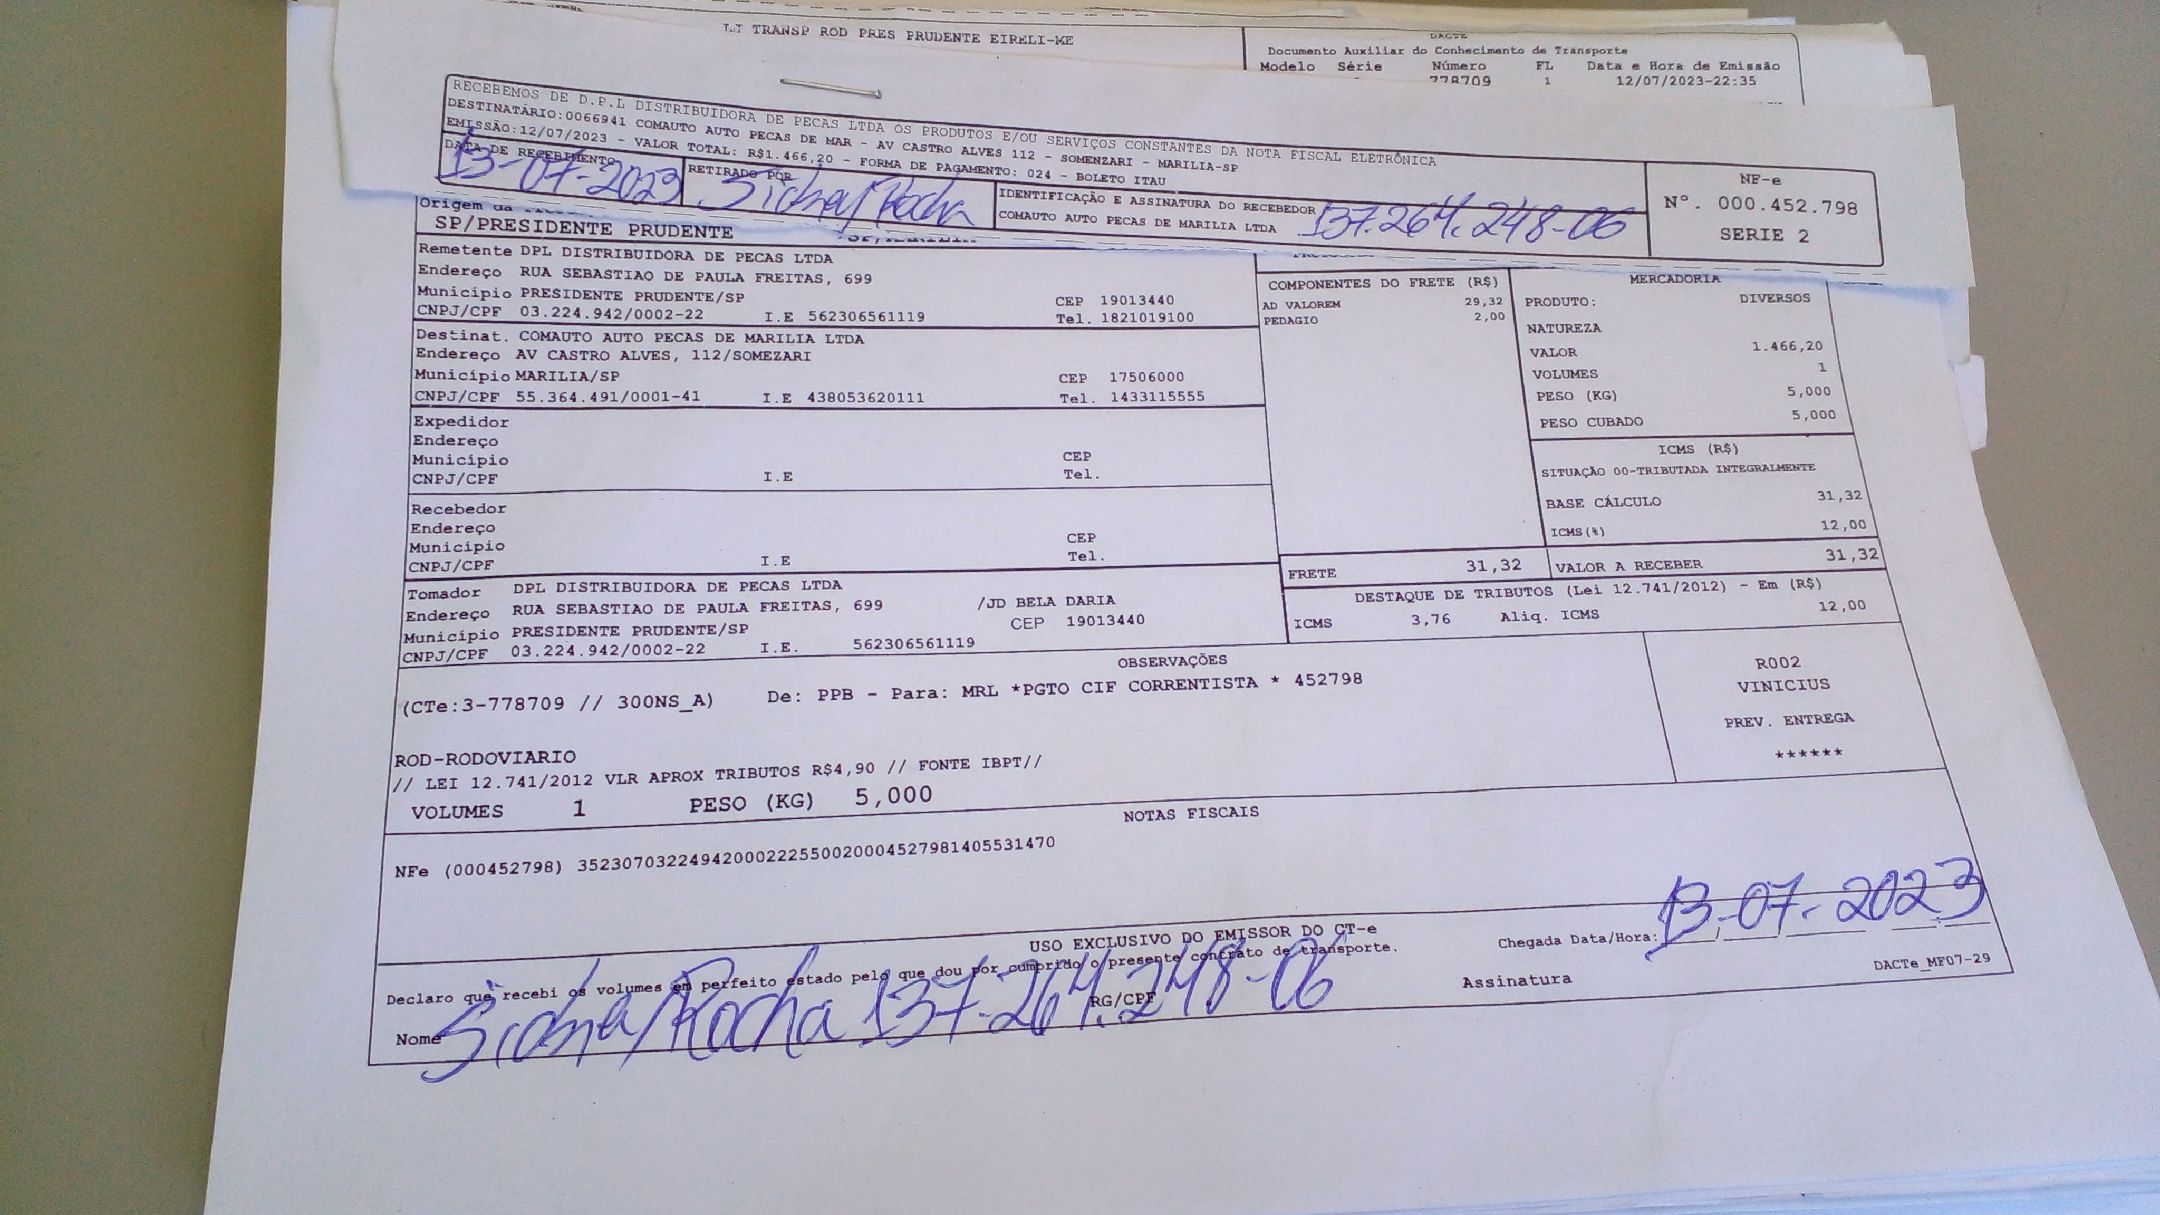 LJ TRANSP ROD PRES PRUDENTE EIRELI-ME
DACTE
Documento Auxiliar do Conhecimento de Transporte
Modelo Série Número FL Data e Hora de Emissão
778709 1 12/07/2023-22:35
RECEBEMOS DE D.P.L DISTRIBUIDORA DE PECAS LTDA OS PRODUTOS E/OU SERVIÇOS CONSTANTES DA NOTA FISCAL ELETRÔNICA
DESTINATÁRIO:0066941 COMAUTO AUTO PECAS DE MAR - AV CASTRO ALVES 112 - SOMENZARI - MARILIA-SP
EMISSÃO:12/07/2023 - VALOR TOTAL: R$1.466,20 - FORMA DE PAGAMENTO: 024 - BOLETO ITAU
DATA DE RECEBIMENTO
13-07-2023
RETIRADO POR
Rocha
IDENTIFICAÇÃO E ASSINATURA DO RECEBEDOR
COMAUTO AUTO PECAS DE MARILIA LTDA 137.264.248-06
NF-e
Nº. 000.452.798
SERIE 2
Origem da
SP/PRESIDENTE PRUDENTE
Remetente DPL DISTRIBUIDORA DE PECAS LTDA
Endereço RUA SEBASTIAO DE PAULA FREITAS, 699
Município PRESIDENTE PRUDENTE/SP CEP 19013440
CNPJ/CPF 03.224.942/0002-22 I.E 562306561119 Tel. 1821019100
Destinat. COMAUTO AUTO PECAS DE MARILIA LTDA
Endereço AV CASTRO ALVES, 112/SOMEZARI
Município MARILIA/SP CEP 17506000
CNPJ/CPF 55.364.491/0001-41 I.E 438053620111 Tel. 1433115555
Expedidor
Endereço
Município CEP
CNPJ/CPF I.E Tel.
Recebedor
Endereço
Município CEP
CNPJ/CPF I.E Tel.
Tomador DPL DISTRIBUIDORA DE PECAS LTDA
Endereço RUA SEBASTIAO DE PAULA FREITAS, 699 /JD BELA DARIA
Município PRESIDENTE PRUDENTE/SP CEP 19013440
CNPJ/CPF 03.224.942/0002-22 I.E. 562306561119
COMPONENTES DO FRETE (R$)
AD VALOREM 29,32
PEDAGIO 2,00
MERCADORIA
PRODUTO: DIVERSOS
NATUREZA
VALOR 1.466,20
VOLUMES 1
PESO (KG) 5,000
PESO CUBADO 5,000
ICMS (R$)
SITUAÇÃO 00-TRIBUTADA INTEGRALMENTE
BASE CÁLCULO 31,32
ICMS(%) 12,00
FRETE 31,32 VALOR A RECEBER 31,32
DESTAQUE DE TRIBUTOS (Lei 12.741/2012) - Em (R$)
ICMS 3,76 Aliq. ICMS 12,00
OBSERVAÇÕES
(CTe:3-778709 // 300NS_A) De: PPB - Para: MRL *PGTO CIF CORRENTISTA * 452798
R002
VINICIUS
PREV. ENTREGA
******
ROD-RODOVIARIO
// LEI 12.741/2012 VLR APROX TRIBUTOS R$4,90 // FONTE IBPT//
VOLUMES 1 PESO (KG) 5,000
NOTAS FISCAIS
NFe (000452798) 35230703224942000222550020004527981405531470
USO EXCLUSIVO DO EMISSOR DO CT-e
Chegada Data/Hora: 13-07-2023
Declaro que recebi os volumes em perfeito estado pelo que dou por cumprido o presente contrato de transporte.
Nome Rocha RG/CPF 137.264.248-06 Assinatura
DACTe_MF07-29